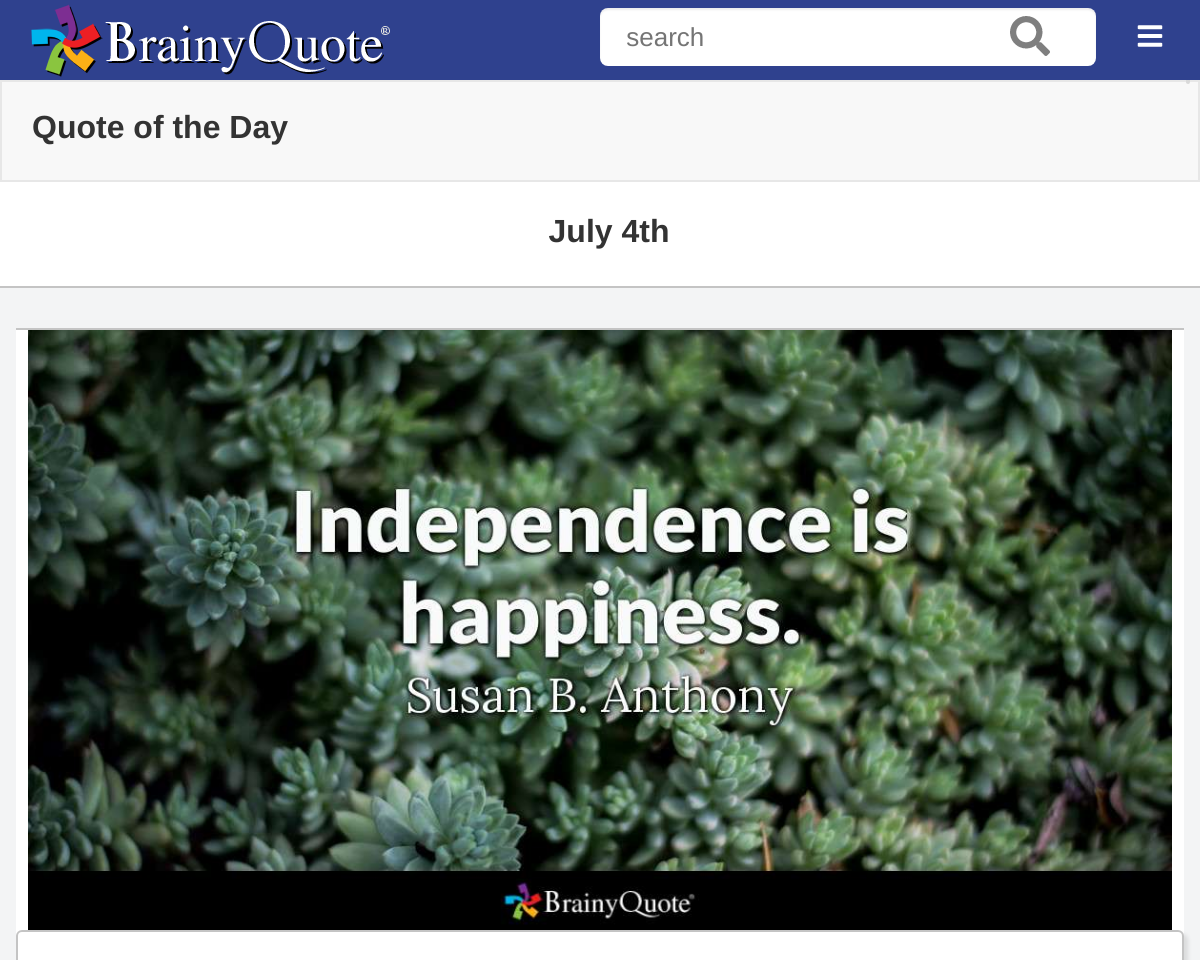 BrainyQuote®
search
Quote of the Day
July 4th
Independence is
happiness.
Susan B. Anthony
BrainyQuote®